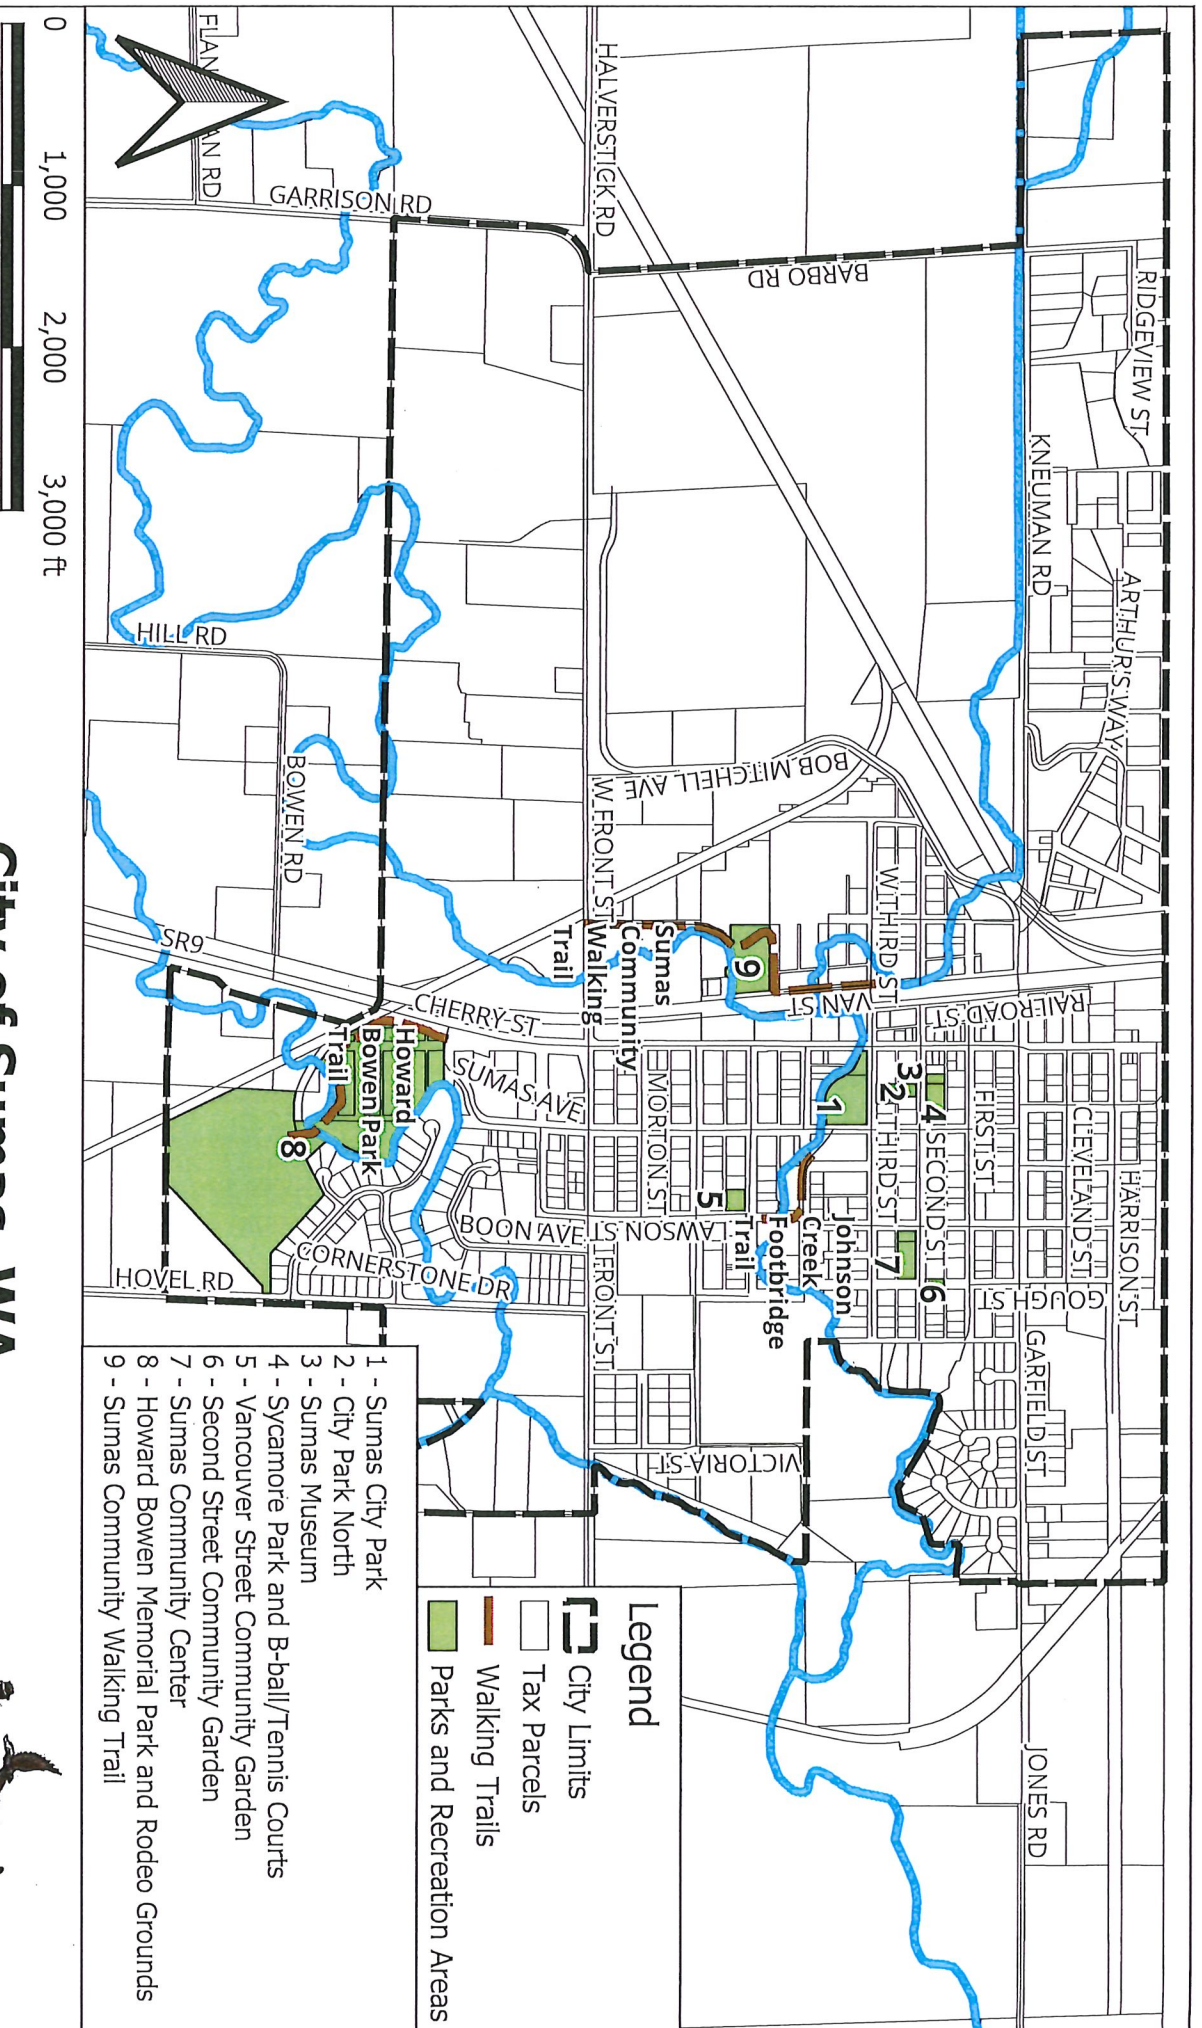 RIDGEVIEW ST
HARRISON ST
ARTHUR'S WAY
CLEVELAND ST
GOUGH ST
RAILROAD ST
KNEUMAN RD
GARFIELD ST
JONES RD
FIRST ST
SECOND ST
4
6
3
2
W THIRD ST
THIRD ST
7
BARBO RD
BOB MITCHELL AVE
VAN ST
1
Johnson
Creek
Footbridge
Trail
9
5
LAWSON ST
VICTORIA ST
Sumas
Community
Walking
Trail
MORTON ST
HALVERSTICK RD
W FRONT ST
FRONT ST
CHERRY ST
SUMAS AVE
BOON AVE
CORNERSTONE DR
Howard
Bowen Park
Trail
8
GARRISON RD
BOWEN RD
HILL RD
SR9
HOVEL RD
RD
Legend
City Limits
Tax Parcels
Walking Trails
Parks and Recreation Areas
1 - Sumas City Park
2 - City Park North
3 - Sumas Museum
4 - Sycamore Park and B-ball/Tennis Courts
5 - Vancouver Street Community Garden
6 - Second Street Community Garden
7 - Sumas Community Center
8 - Howard Bowen Memorial Park and Rodeo Grounds
9 - Sumas Community Walking Trail
0 1,000 2,000 3,000 ft
City of Sumas, WA